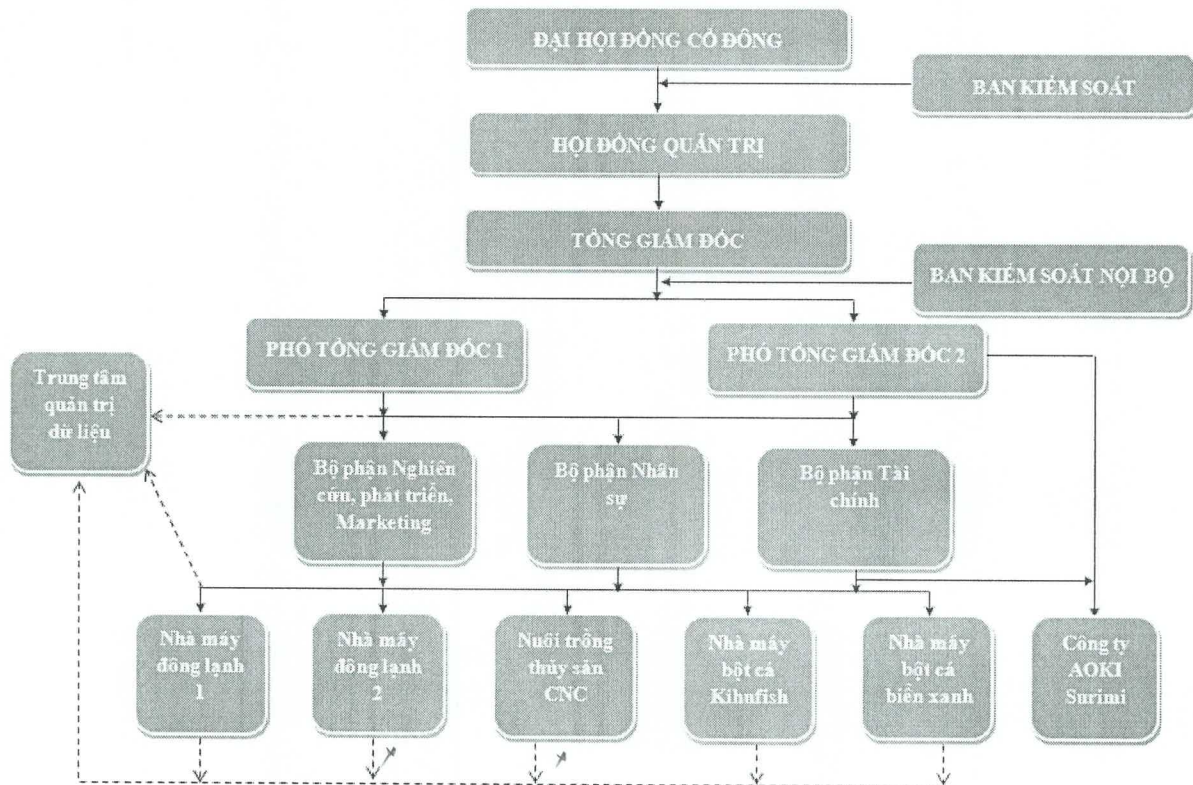 ĐẠI HỘI ĐỒNG CỔ ĐÔNG
BAN KIỂM SOÁT
HỘI ĐỒNG QUẢN TRỊ
TỔNG GIÁM ĐỐC
BAN KIỂM SOÁT NỘI BỘ
PHÓ TỔNG GIÁM ĐỐC 1
PHÓ TỔNG GIÁM ĐỐC 2
Trung tâm
quản trị
dữ liệu
Bộ phận Nghiên
cứu, phát triển,
Marketing
Bộ phận Nhân
sự
Bộ phận Tài
chính
Nhà máy
đông lạnh
1
Nhà máy
đông lạnh
2
Nuôi trồng
thủy sản
CNC
Nhà máy
bột cá
Kihufish
Nhà máy
bột cá
biển xanh
Công ty
AOKI
Surimi